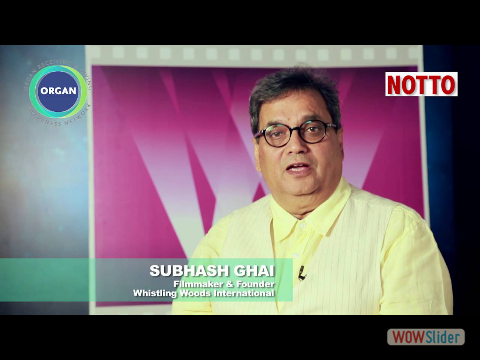 ORGAN
NOTTO
SUBHASH GHAI
Filmmaker & Founder
Whistling Woods International
WOWSlider